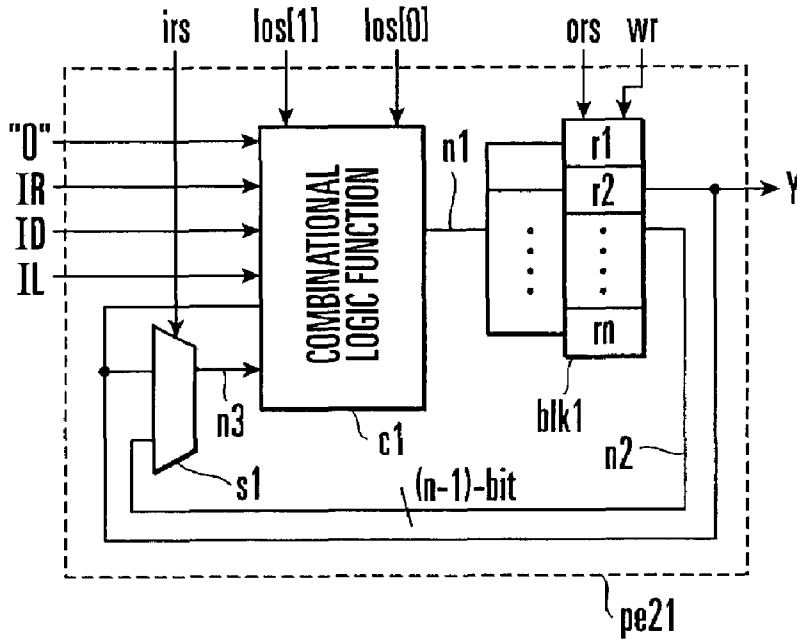 irs
los[1]
los[0]
ors
wr
"0"
IR
ID
IL
COMBINATIONAL
LOGIC FUNCTION
n1
r1
r2
rn
Y
n3
c1
blk1
n2
s1
(n-1)-bit
pe21